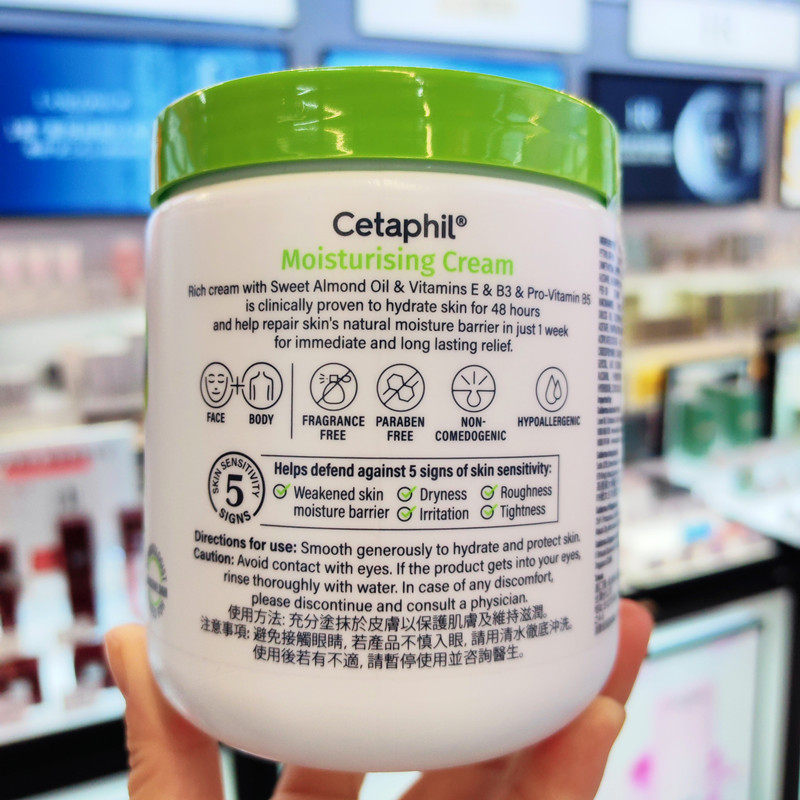 Cetaphil®
Moisturising Cream
Rich cream with Sweet Almond Oil & Vitamins E & B3 & Pro-Vitamin B5
is clinically proven to hydrate skin for 48 hours
and help repair skin's natural moisture barrier in just 1 week
for immediate and long lasting relief.
FACE + BODY
FRAGRANCE FREE
PARABEN FREE
NON-COMEDOGENIC
HYPOALLERGENIC
SKIN SENSITIVITY
5
SIGNS
Helps defend against 5 signs of skin sensitivity:
Weakened skin moisture barrier
Dryness
Roughness
Irritation
Tightness
Directions for use: Smooth generously to hydrate and protect skin.
Caution: Avoid contact with eyes. If the product gets into your eyes,
rinse thoroughly with water. In case of any discomfort,
please discontinue and consult a physician.
使用方法: 充分塗抹於皮膚以保護肌膚及維持滋潤。
注意事項: 避免接觸眼睛, 若產品不慎入眼, 請用清水徹底沖洗。
使用後若有不適, 請暫停使用並咨詢醫生。